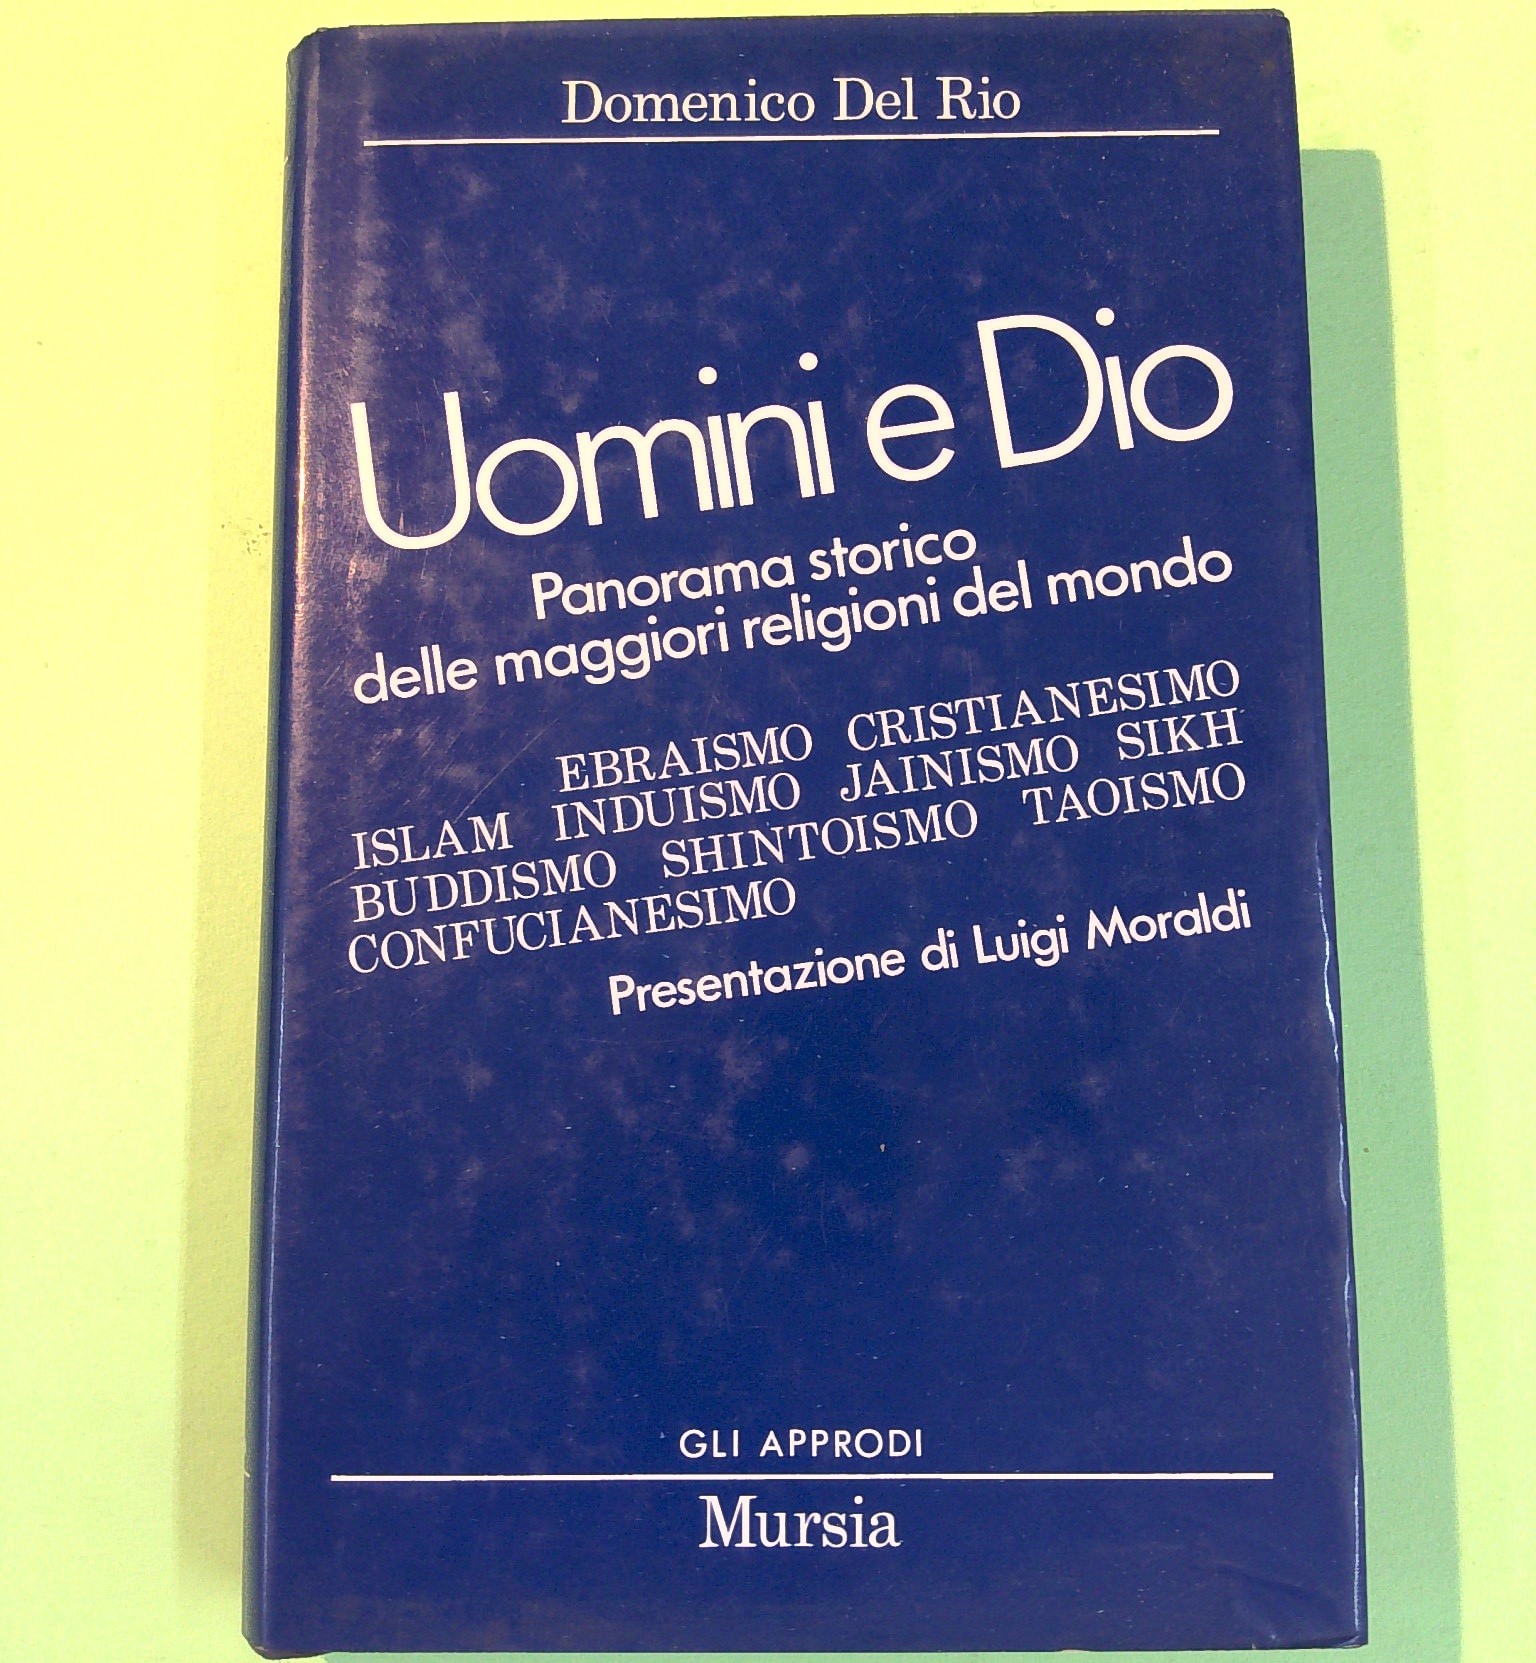 Domenico Del Rio
Uomini e Dio
Panorama storico
delle maggiori religioni del mondo
EBRAISMO CRISTIANESIMO
ISLAM INDUISMO JAINISMO SIKH
BUDDISMO SHINTOISMO TAOISMO
CONFUCIANESIMO
Presentazione di Luigi Moraldi
GLI APPRODI
Mursia